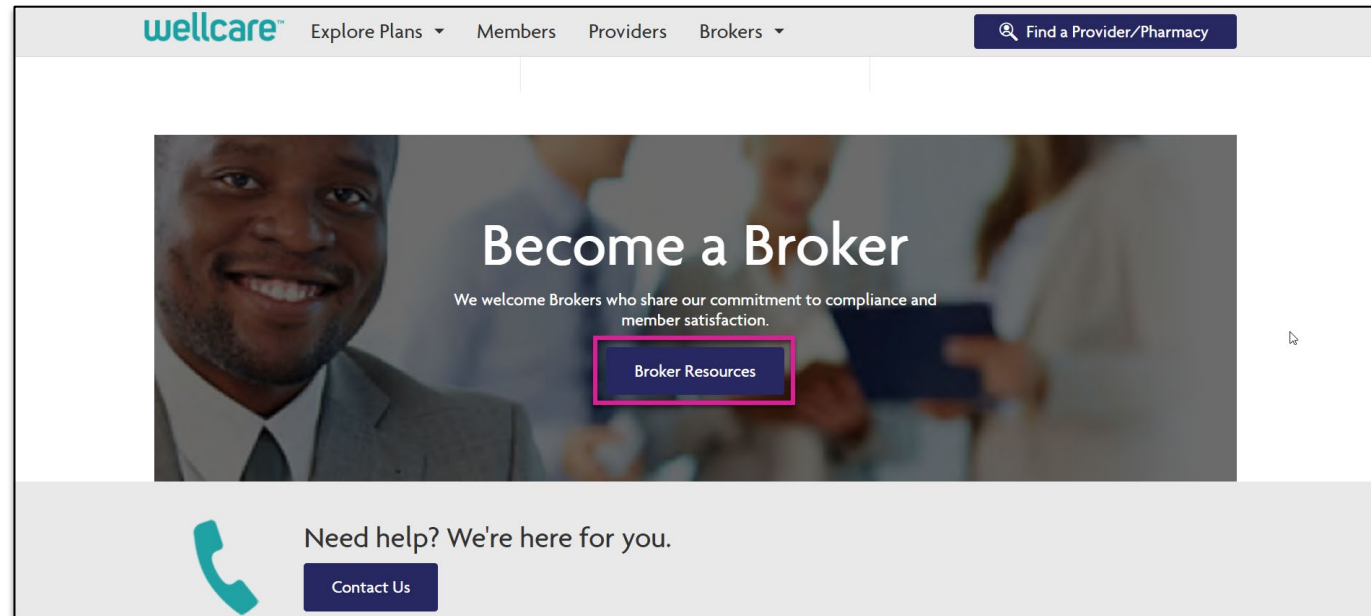 wellcare™ Explore Plans Members Providers Brokers Find a Provider/Pharmacy
Become a Broker
We welcome Brokers who share our commitment to compliance and
member satisfaction.
Broker Resources
Need help? We're here for you.
Contact Us